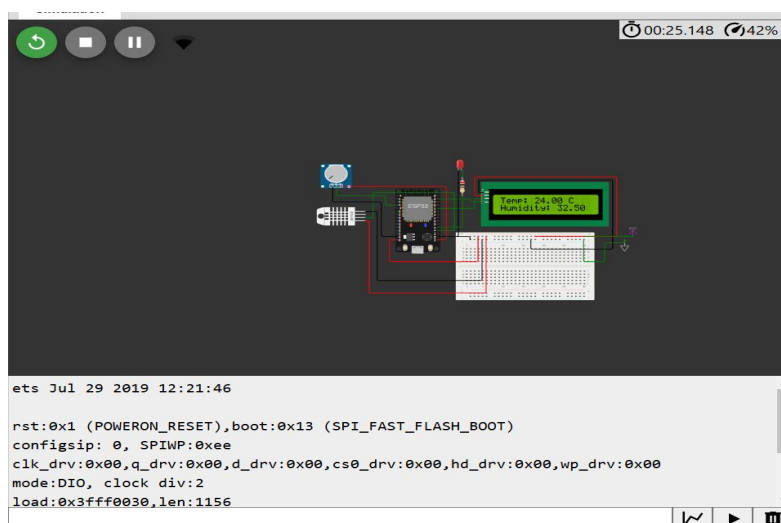 00:25.148 42%
ESP32
Temp: 24.00 C
Humidity: 32.50
ets Jul 29 2019 12:21:46
rst:0x1 (POWERON_RESET),boot:0x13 (SPI_FAST_FLASH_BOOT)
configsip: 0, SPIWP:0xee
clk_drv:0x00,q_drv:0x00,d_drv:0x00,cs0_drv:0x00,hd_drv:0x00,wp_drv:0x00
mode:DIO, clock div:2
load:0x3fff0030,len:1156